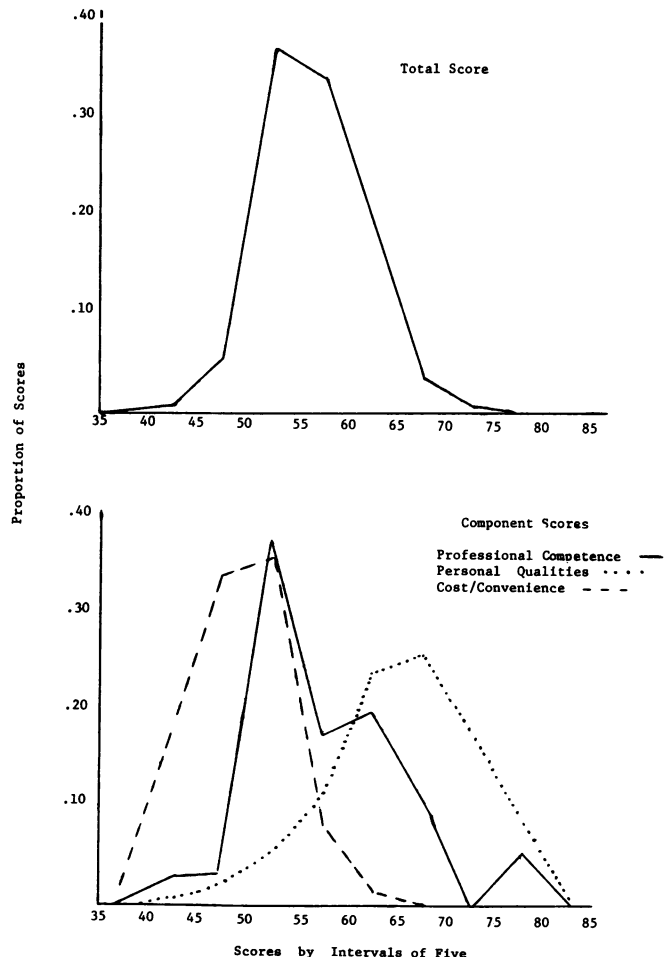 .40
Total Score
.30
.20
.10
35 40 45 50 55 60 65 70 75 80 85
Proportion of Scores
.40
Component Scores
Professional Competence
Personal Qualities
Cost/Convenience
.30
.20
.10
35 40 45 50 55 60 65 70 75 80 85
Scores by Intervals of Five